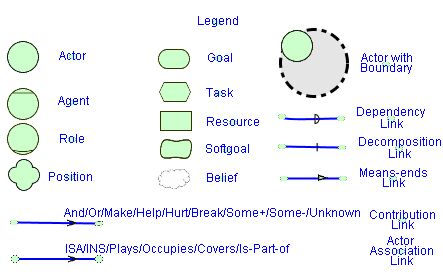 Legend
Actor
Goal
Actor with
Boundary
Agent
Task
Dependency
Link
Role
Resource
Decomposition
Link
Position
Softgoal
Belief
Means-ends
Link
And/Or/Make/Help/Hurt/Break/Some+/Some-/Unknown
Contribution
Link
ISA/INS/Plays/Occupies/Covers/Is-Part-of
Actor
Association
Link